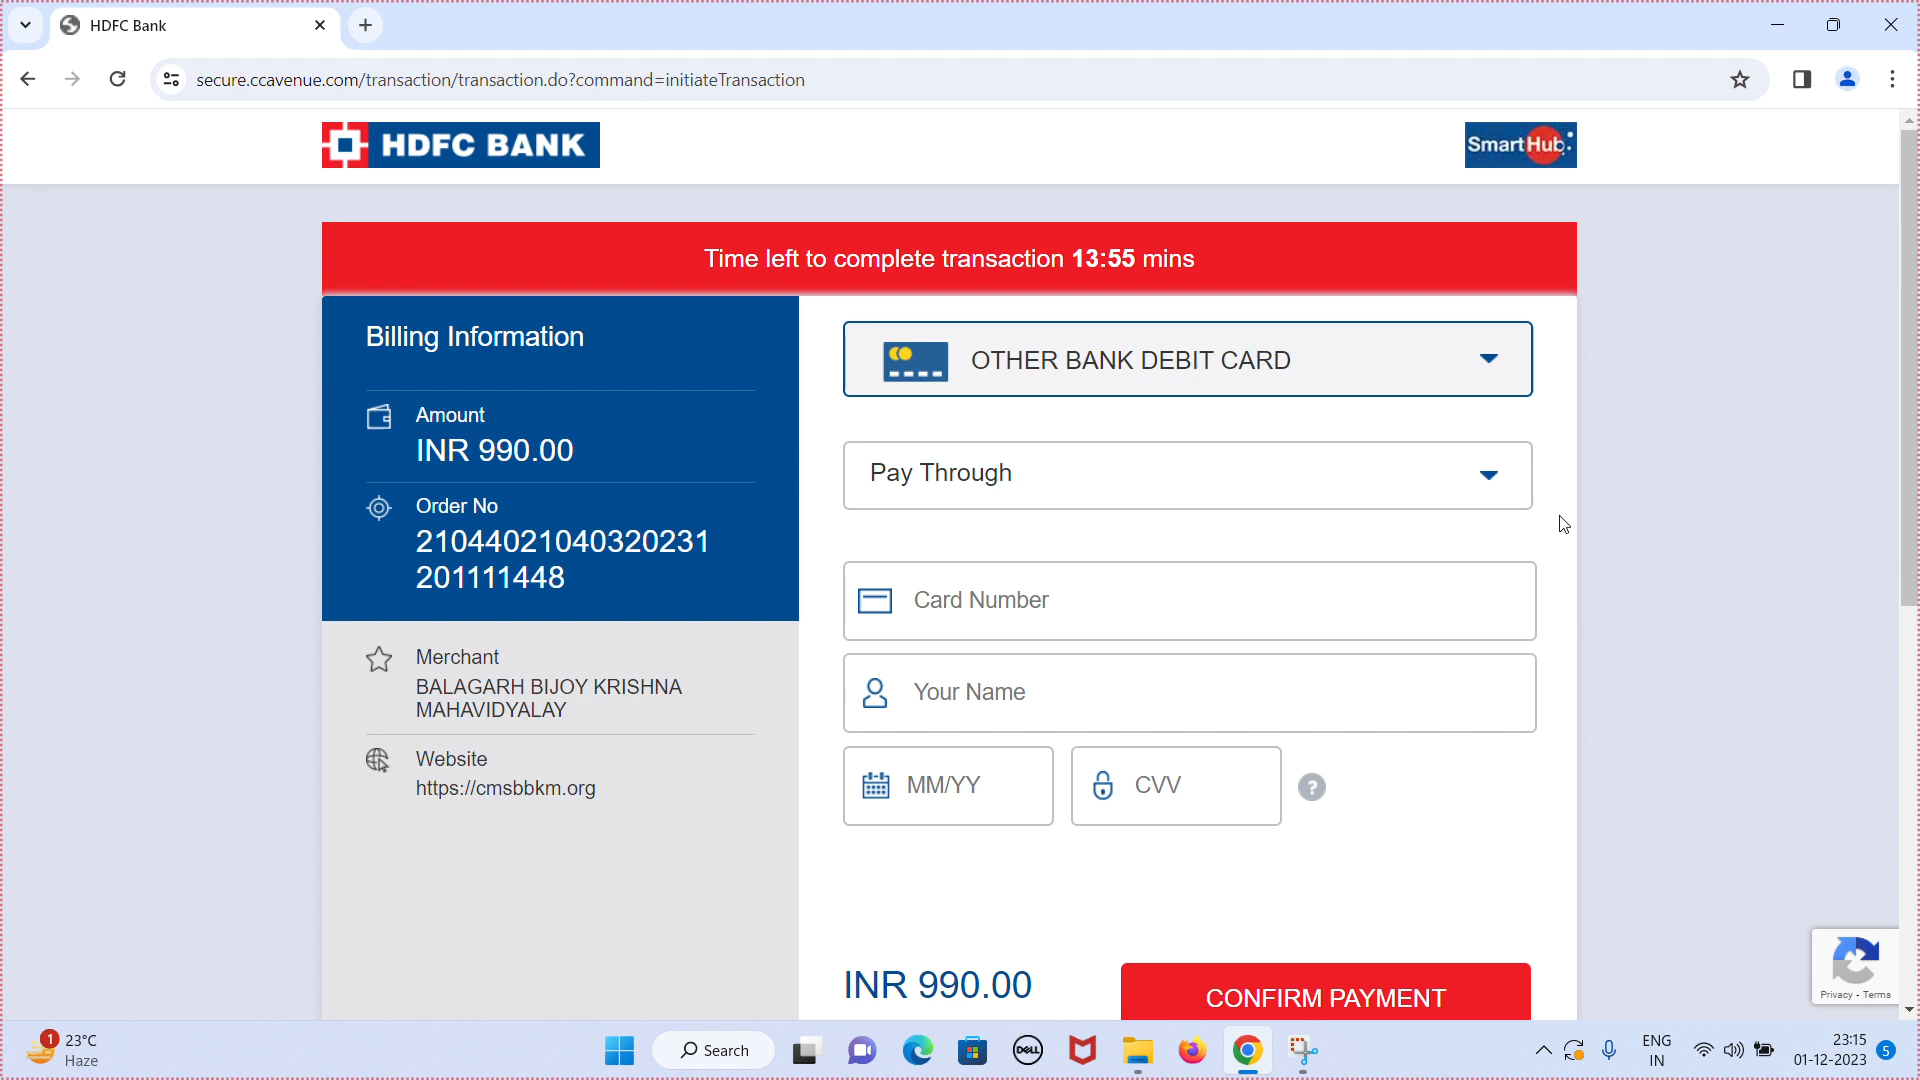 HDFC Bank
secure.ccavenue.com/transaction/transaction.do?command=initiateTransaction
HDFC BANK
SmartHub:
Time left to complete transaction 13:55 mins
Billing Information
Amount
INR 990.00
Order No
21044021040320231
201111448
Merchant
BALAGARH BIJOY KRISHNA
MAHAVIDYALAY
Website
https://cmsbbkm.org
OTHER BANK DEBIT CARD
Pay Through
Card Number
Your Name
MM/YY
CVV
?
INR 990.00
CONFIRM PAYMENT
Privacy - Terms
1
23°C
Haze
Search
DELL
ENG
IN
23:15
01-12-2023
5